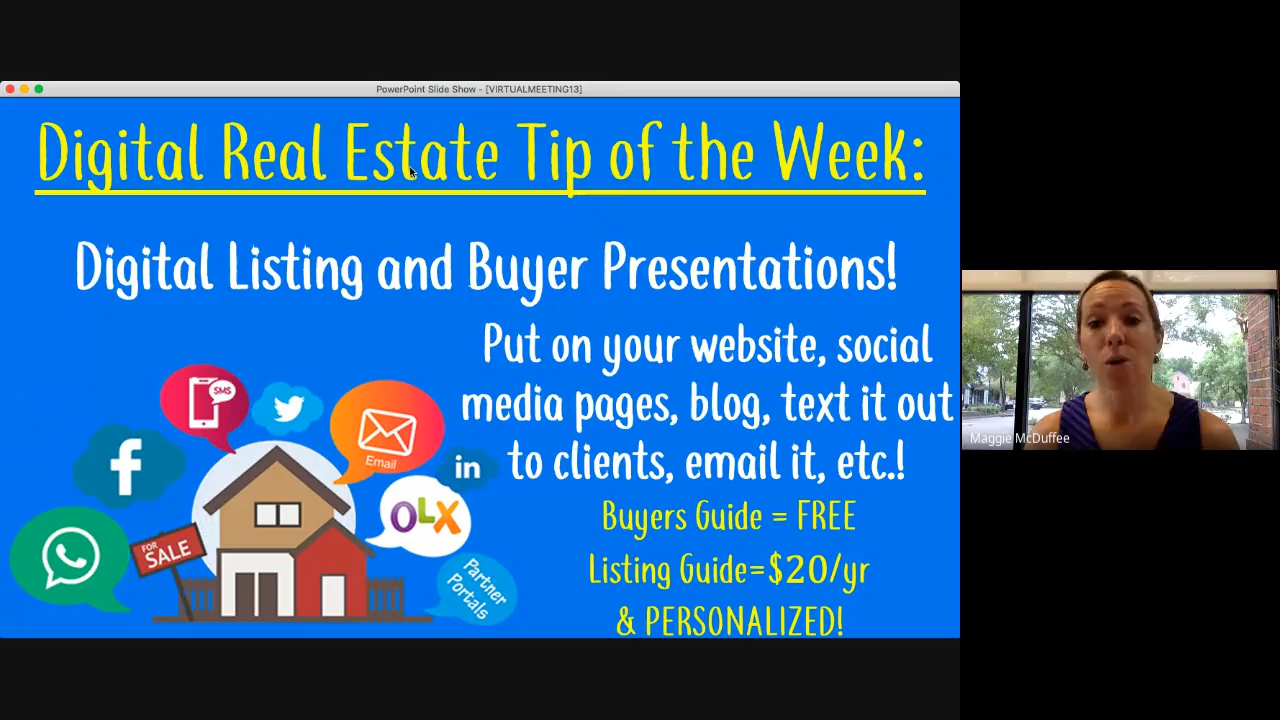 PowerPoint Slide Show - [VIRTUALMEETING13]
Digital Real Estate Tip of the Week:
Digital Listing and Buyer Presentations!
Put on your website, social
media pages, blog, text it out
to clients, email it, etc.!
Buyers Guide = FREE
Listing Guide=$20/yr
& PERSONALIZED!
SMS
Email
f
in
OLX
FOR
SALE
Partner
Portals
Maggie McDuffee